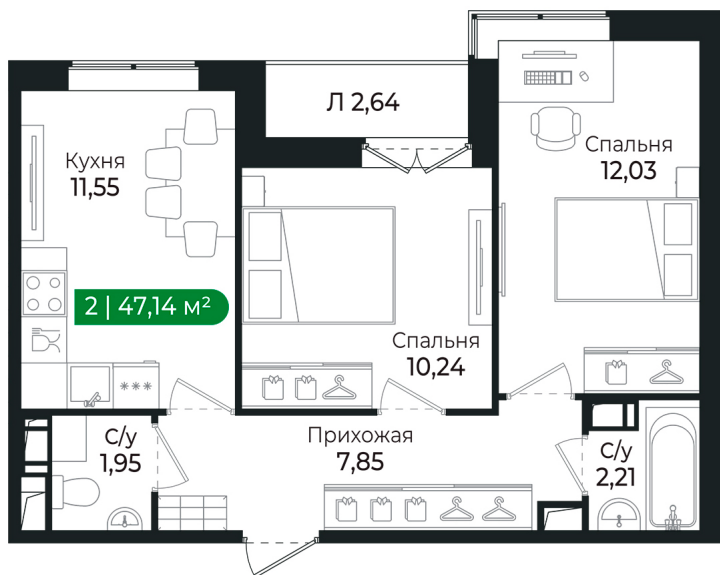 Л 2,64
Кухня
11,55
Спальня
12,03
2 | 47,14 м²
Спальня
10,24
С/у
1,95
Прихожая
7,85
С/у
2,21